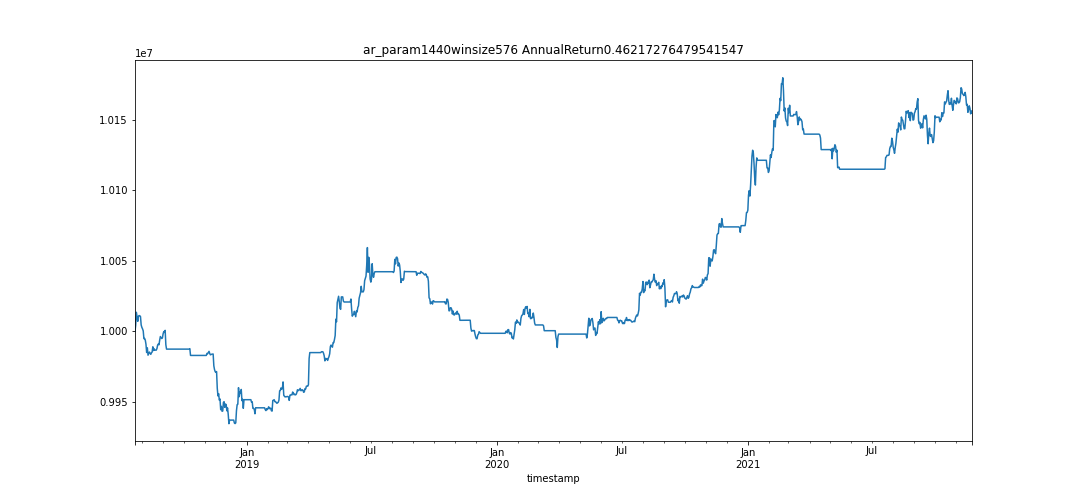 ar_param1440winsize576 AnnualReturn0.46217276479541547
1e7
1.015
1.010
1.005
1.000
0.995
Jan Jul Jan Jul Jan Jul
2019 2020 2021
timestamp